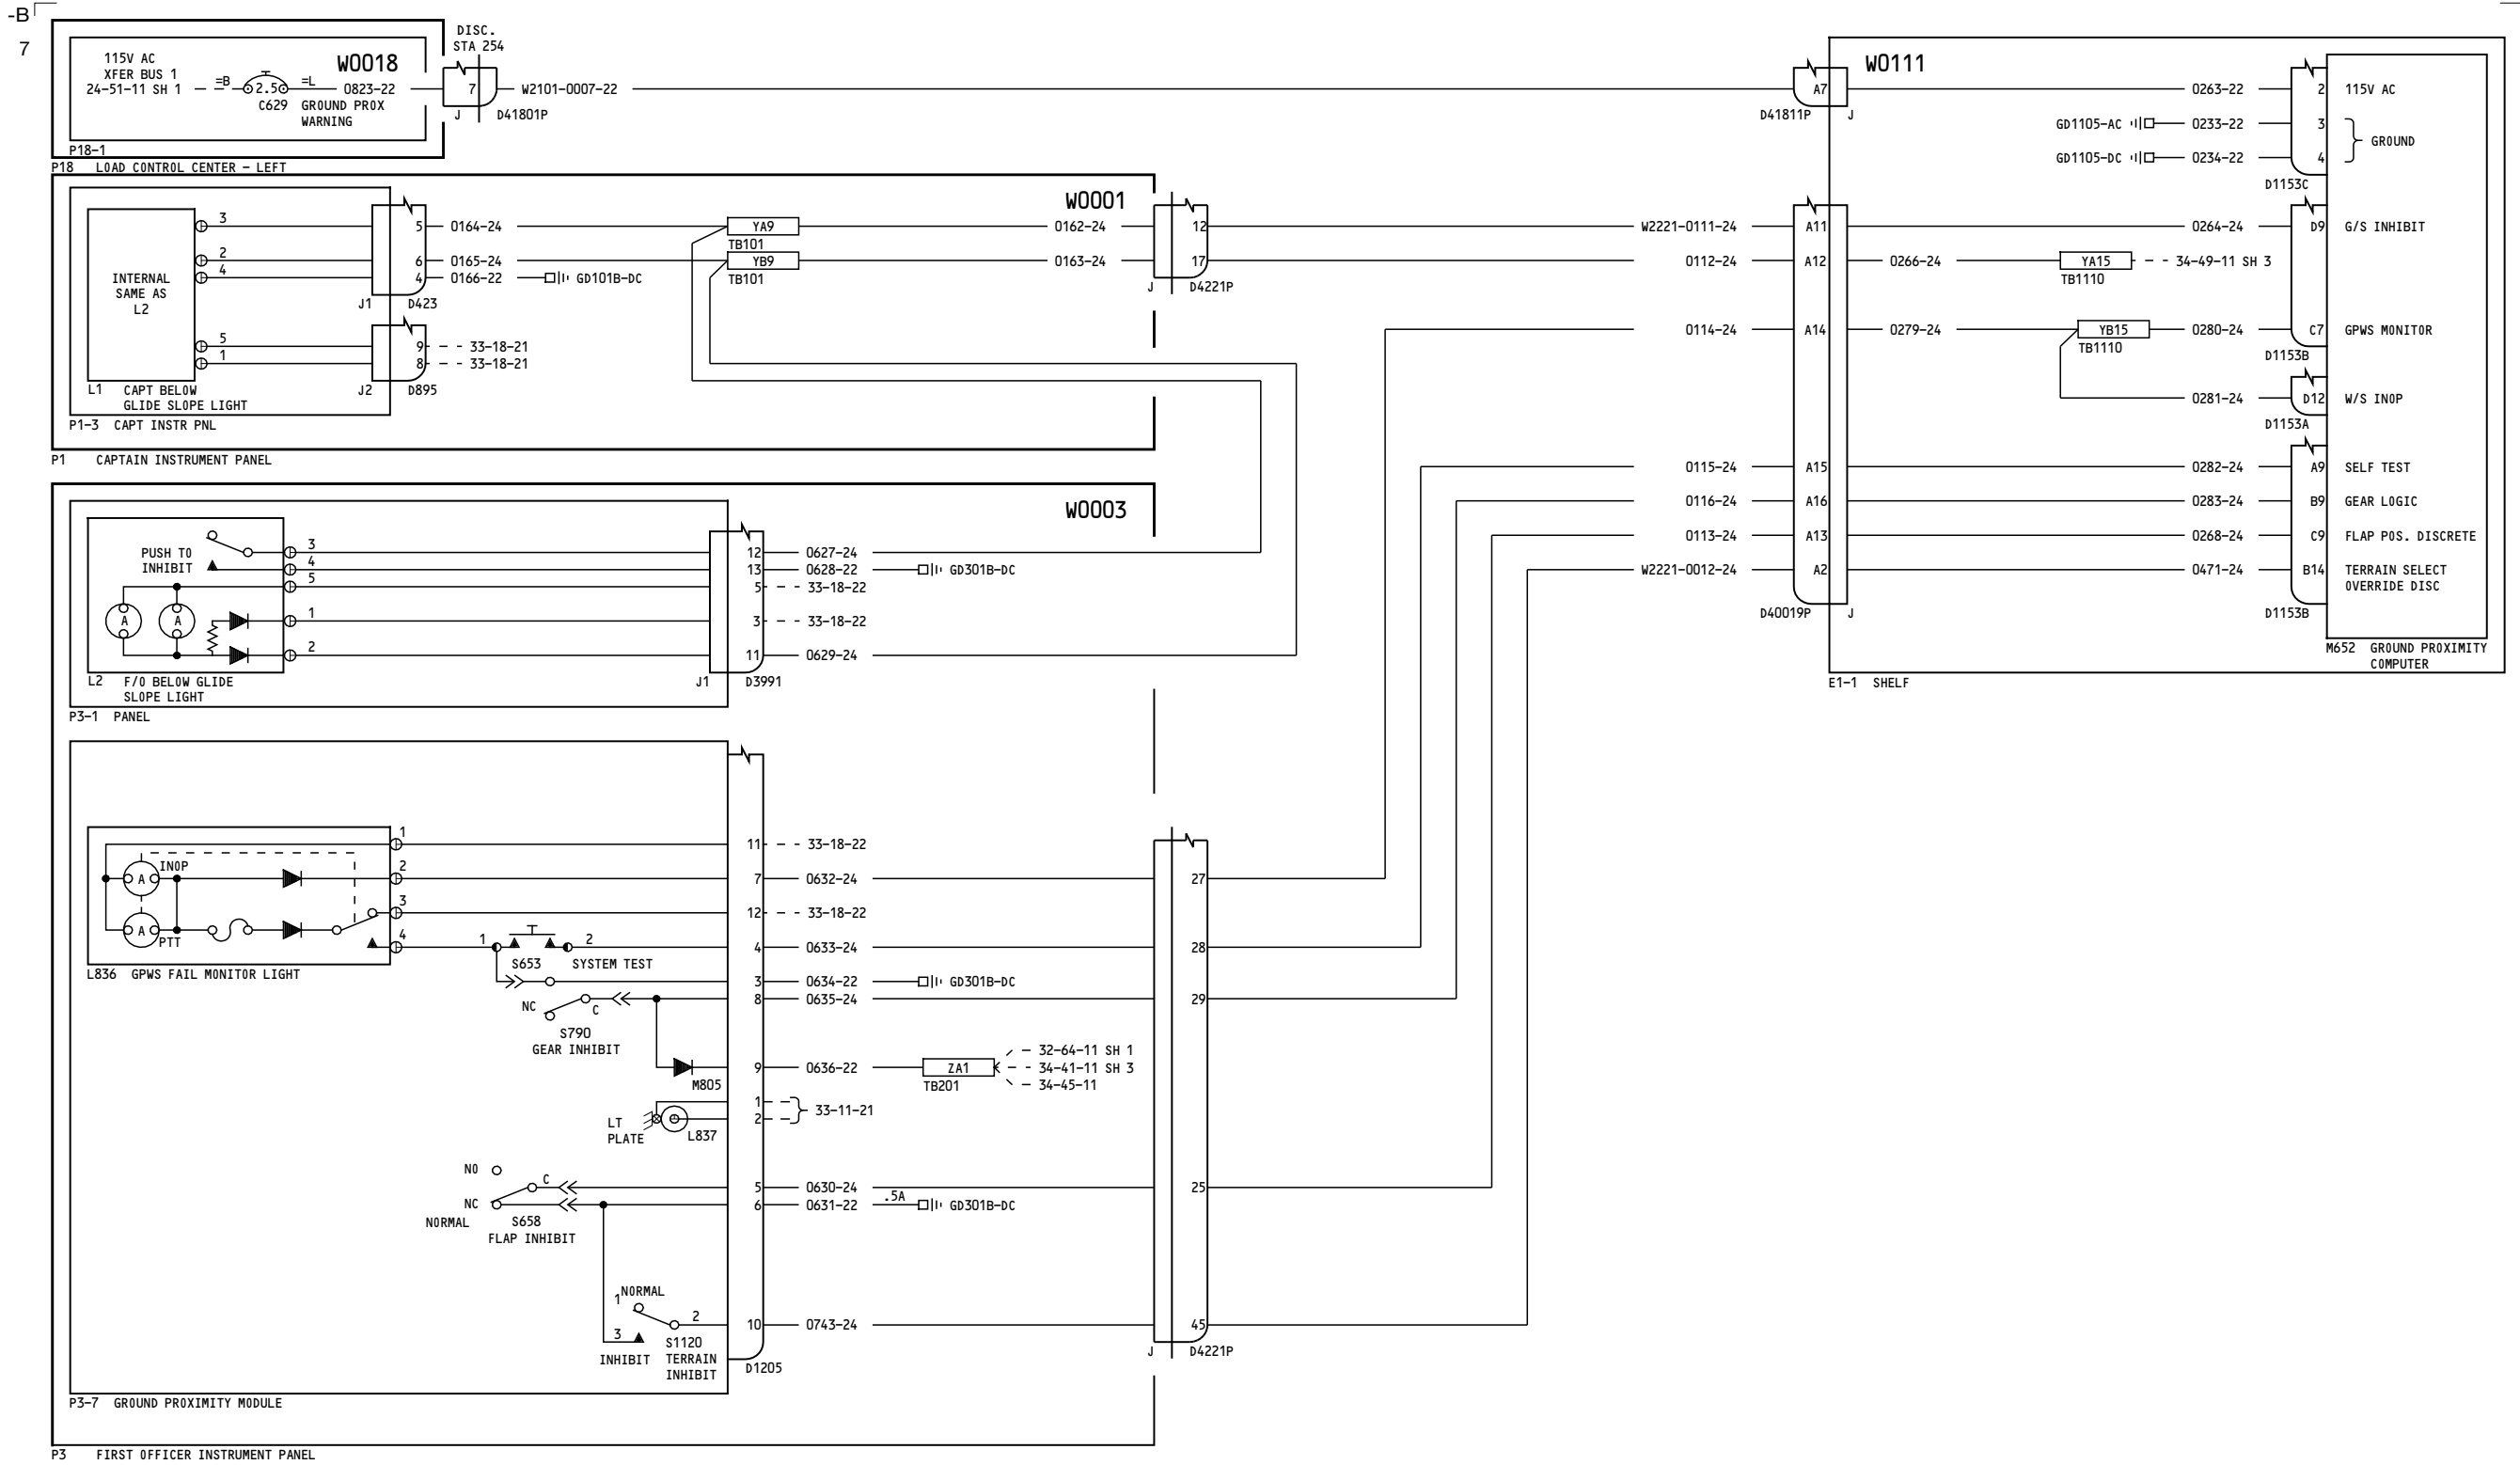 -B
7
DISC.
STA 254
115V AC
XFER BUS 1
24-51-11 SH 1
=B
2.5
=L
W0018
0823-22
C629
GROUND PROX
WARNING
7
J
D41801P
W2101-0007-22
P18-1
P18 LOAD CONTROL CENTER - LEFT
A7
D41811P
J
W0111
0263-22
2
115V AC
GD1105-AC
0233-22
3
GROUND
GD1105-DC
0234-22
4
D1153C
W0001
INTERNAL
SAME AS
L2
3
2
4
5
1
5
6
4
J1
D423
9
8
J2
D895
0164-24
0165-24
0166-22
GD101B-DC
33-18-21
33-18-21
YA9
TB101
YB9
TB101
0162-24
0163-24
12
17
J
D4221P
L1 CAPT BELOW
GLIDE SLOPE LIGHT
P1-3 CAPT INSTR PNL
P1 CAPTAIN INSTRUMENT PANEL
W2221-0111-24
A11
0264-24
D9
G/S INHIBIT
0112-24
A12
0266-24
YA15
TB1110
34-49-11 SH 3
0114-24
A14
0279-24
YB15
TB1110
0280-24
C7
GPWS MONITOR
D1153B
0281-24
D12
W/S INOP
D1153A
0115-24
A15
0282-24
A9
SELF TEST
0116-24
A16
0283-24
B9
GEAR LOGIC
0113-24
A13
0268-24
C9
FLAP POS. DISCRETE
W2221-0012-24
A2
0471-24
B14
TERRAIN SELECT
OVERRIDE DISC
D40019P
J
D1153B
M652 GROUND PROXIMITY
COMPUTER
E1-1 SHELF
W0003
PUSH TO
INHIBIT
A
A
3
4
5
1
2
12
13
5
3
11
0627-24
0628-22
GD301B-DC
33-18-22
33-18-22
0629-24
J1
D3991
L2 F/O BELOW GLIDE
SLOPE LIGHT
P3-1 PANEL
INOP
A
A
PTT
1
2
3
4
L836 GPWS FAIL MONITOR LIGHT
11
33-18-22
7
0632-24
27
12
33-18-22
1
2
S653
SYSTEM TEST
4
0633-24
28
3
0634-22
GD301B-DC
NC
C
S790
GEAR INHIBIT
8
0635-24
29
M805
9
0636-22
ZA1
TB201
32-64-11 SH 1
34-41-11 SH 3
34-45-11
LT
PLATE
L837
1
2
33-11-21
NO
C
NC
NORMAL
S658
FLAP INHIBIT
5
0630-24
25
6
0631-22
.5A
GD301B-DC
1
NORMAL
2
3
INHIBIT
S1120
TERRAIN
INHIBIT
10
0743-24
45
D1205
J
D4221P
P3-7 GROUND PROXIMITY MODULE
P3 FIRST OFFICER INSTRUMENT PANEL